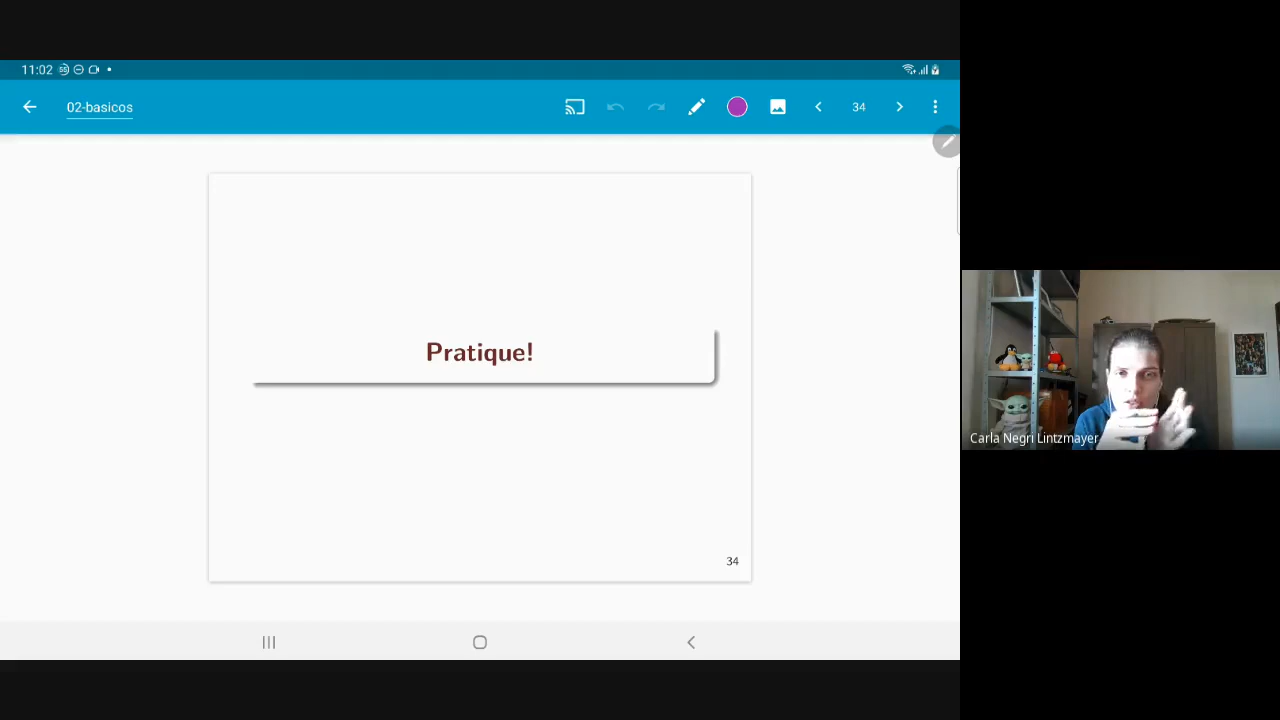 11:02
02-basicos
34
Pratique!
34
Carla Negri Lintzmayer